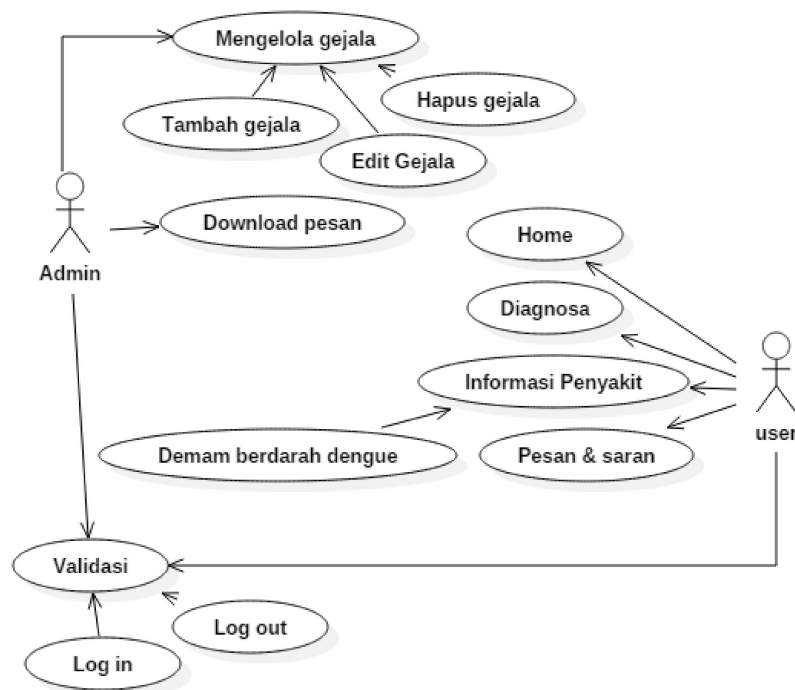 Mengelola gejala
Hapus gejala
Tambah gejala
Edit Gejala
Download pesan
Home
Admin
Diagnosa
Informasi Penyakit
user
Demam berdarah dengue
Pesan & saran
Validasi
Log out
Log in